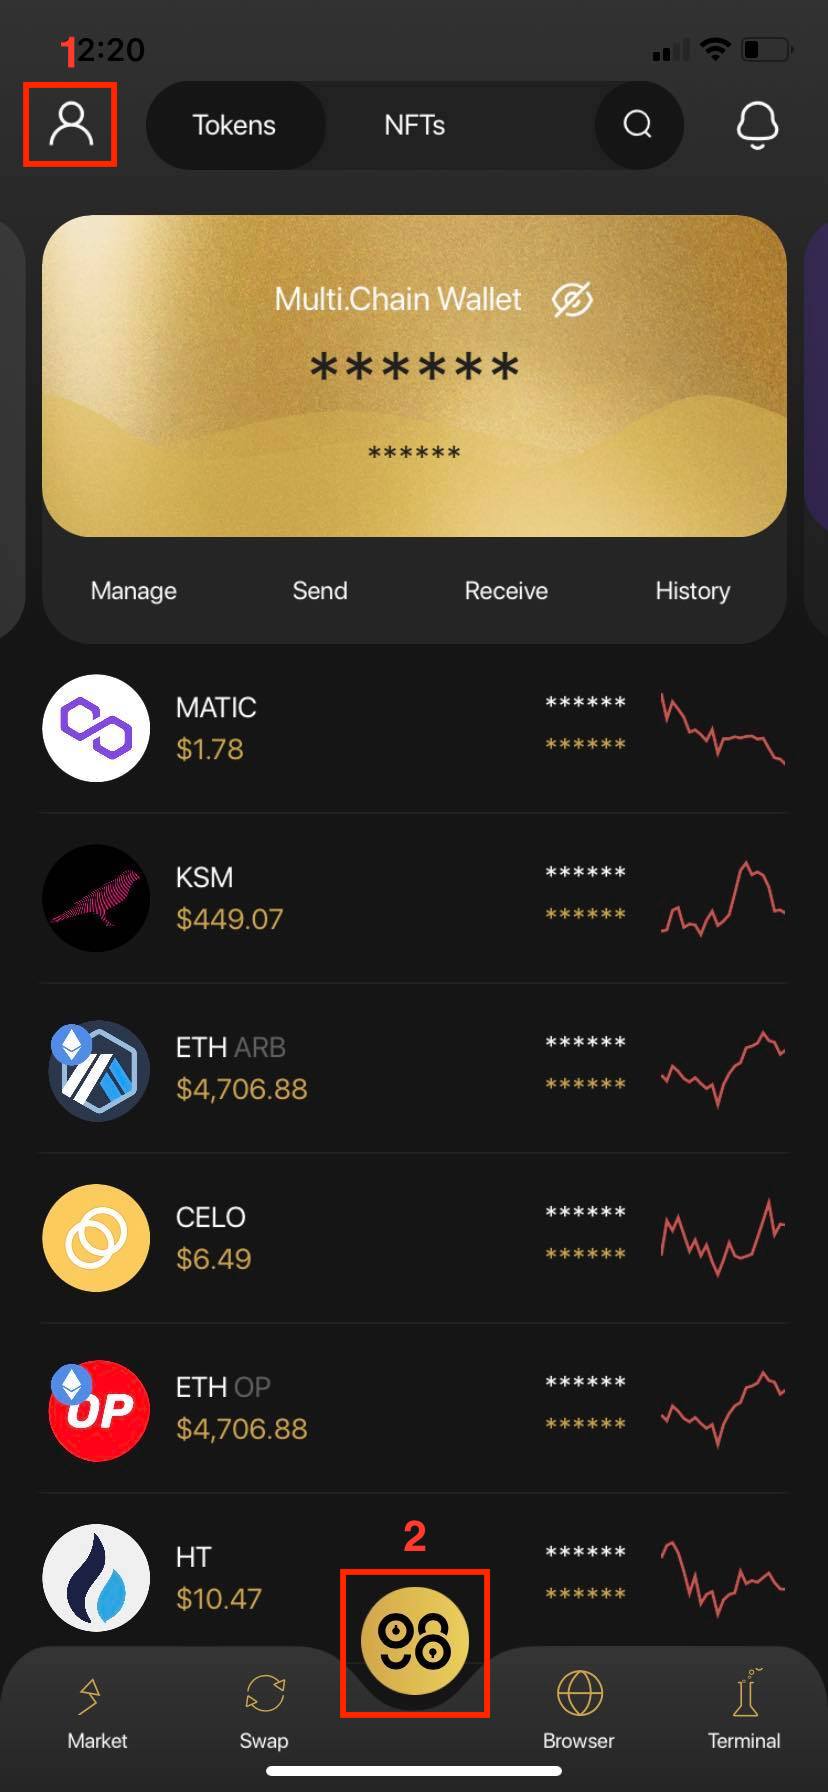 1
12:20
Tokens NFTs
Multi.Chain Wallet
******
******
Manage Send Receive History
MATIC ******
$1.78 ******
KSM ******
$449.07 ******
ETH ARB ******
$4,706.88 ******
CELO ******
$6.49 ******
OP
ETH OP ******
$4,706.88 ******
2
HT ******
$10.47 ******
98
Market Swap Browser Terminal